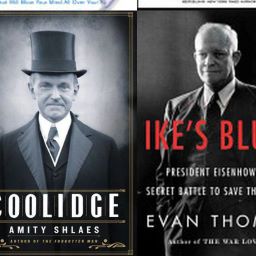 COOLIDGE
AMITY SHLAES
AUTHOR OF THE FORGOTTEN MAN
IKE'S BLU
PRESIDENT EISENHOW
SECRET BATTLE TO SAVE TH
EVAN THOM
Author of THE WAR LOV